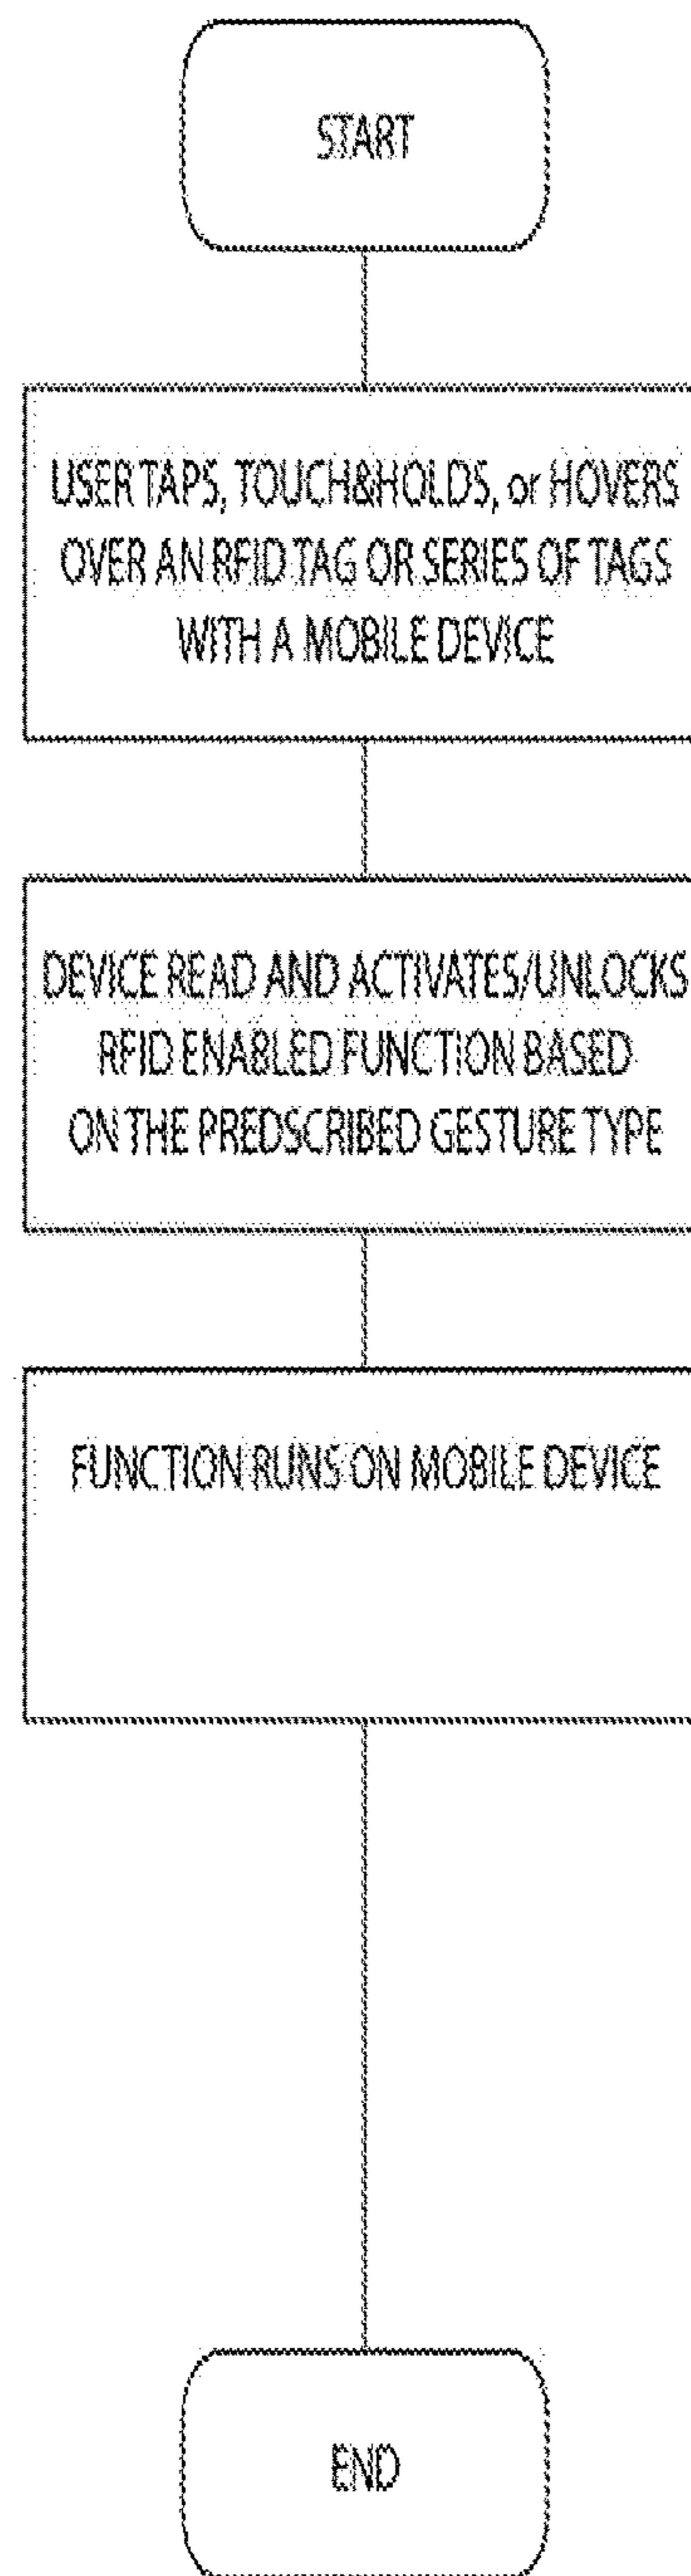 START
USER TAPS, TOUCH&HOLDS, or HOVERS
OVER AN RFID TAG OR SERIES OF TAGS
WITH A MOBILE DEVICE
DEVICE READ AND ACTIVATES/UNLOCKS
RFID ENABLED FUNCTION BASED
ON THE PREDSCRIBED GESTURE TYPE
FUNCTION RUNS ON MOBILE DEVICE
END